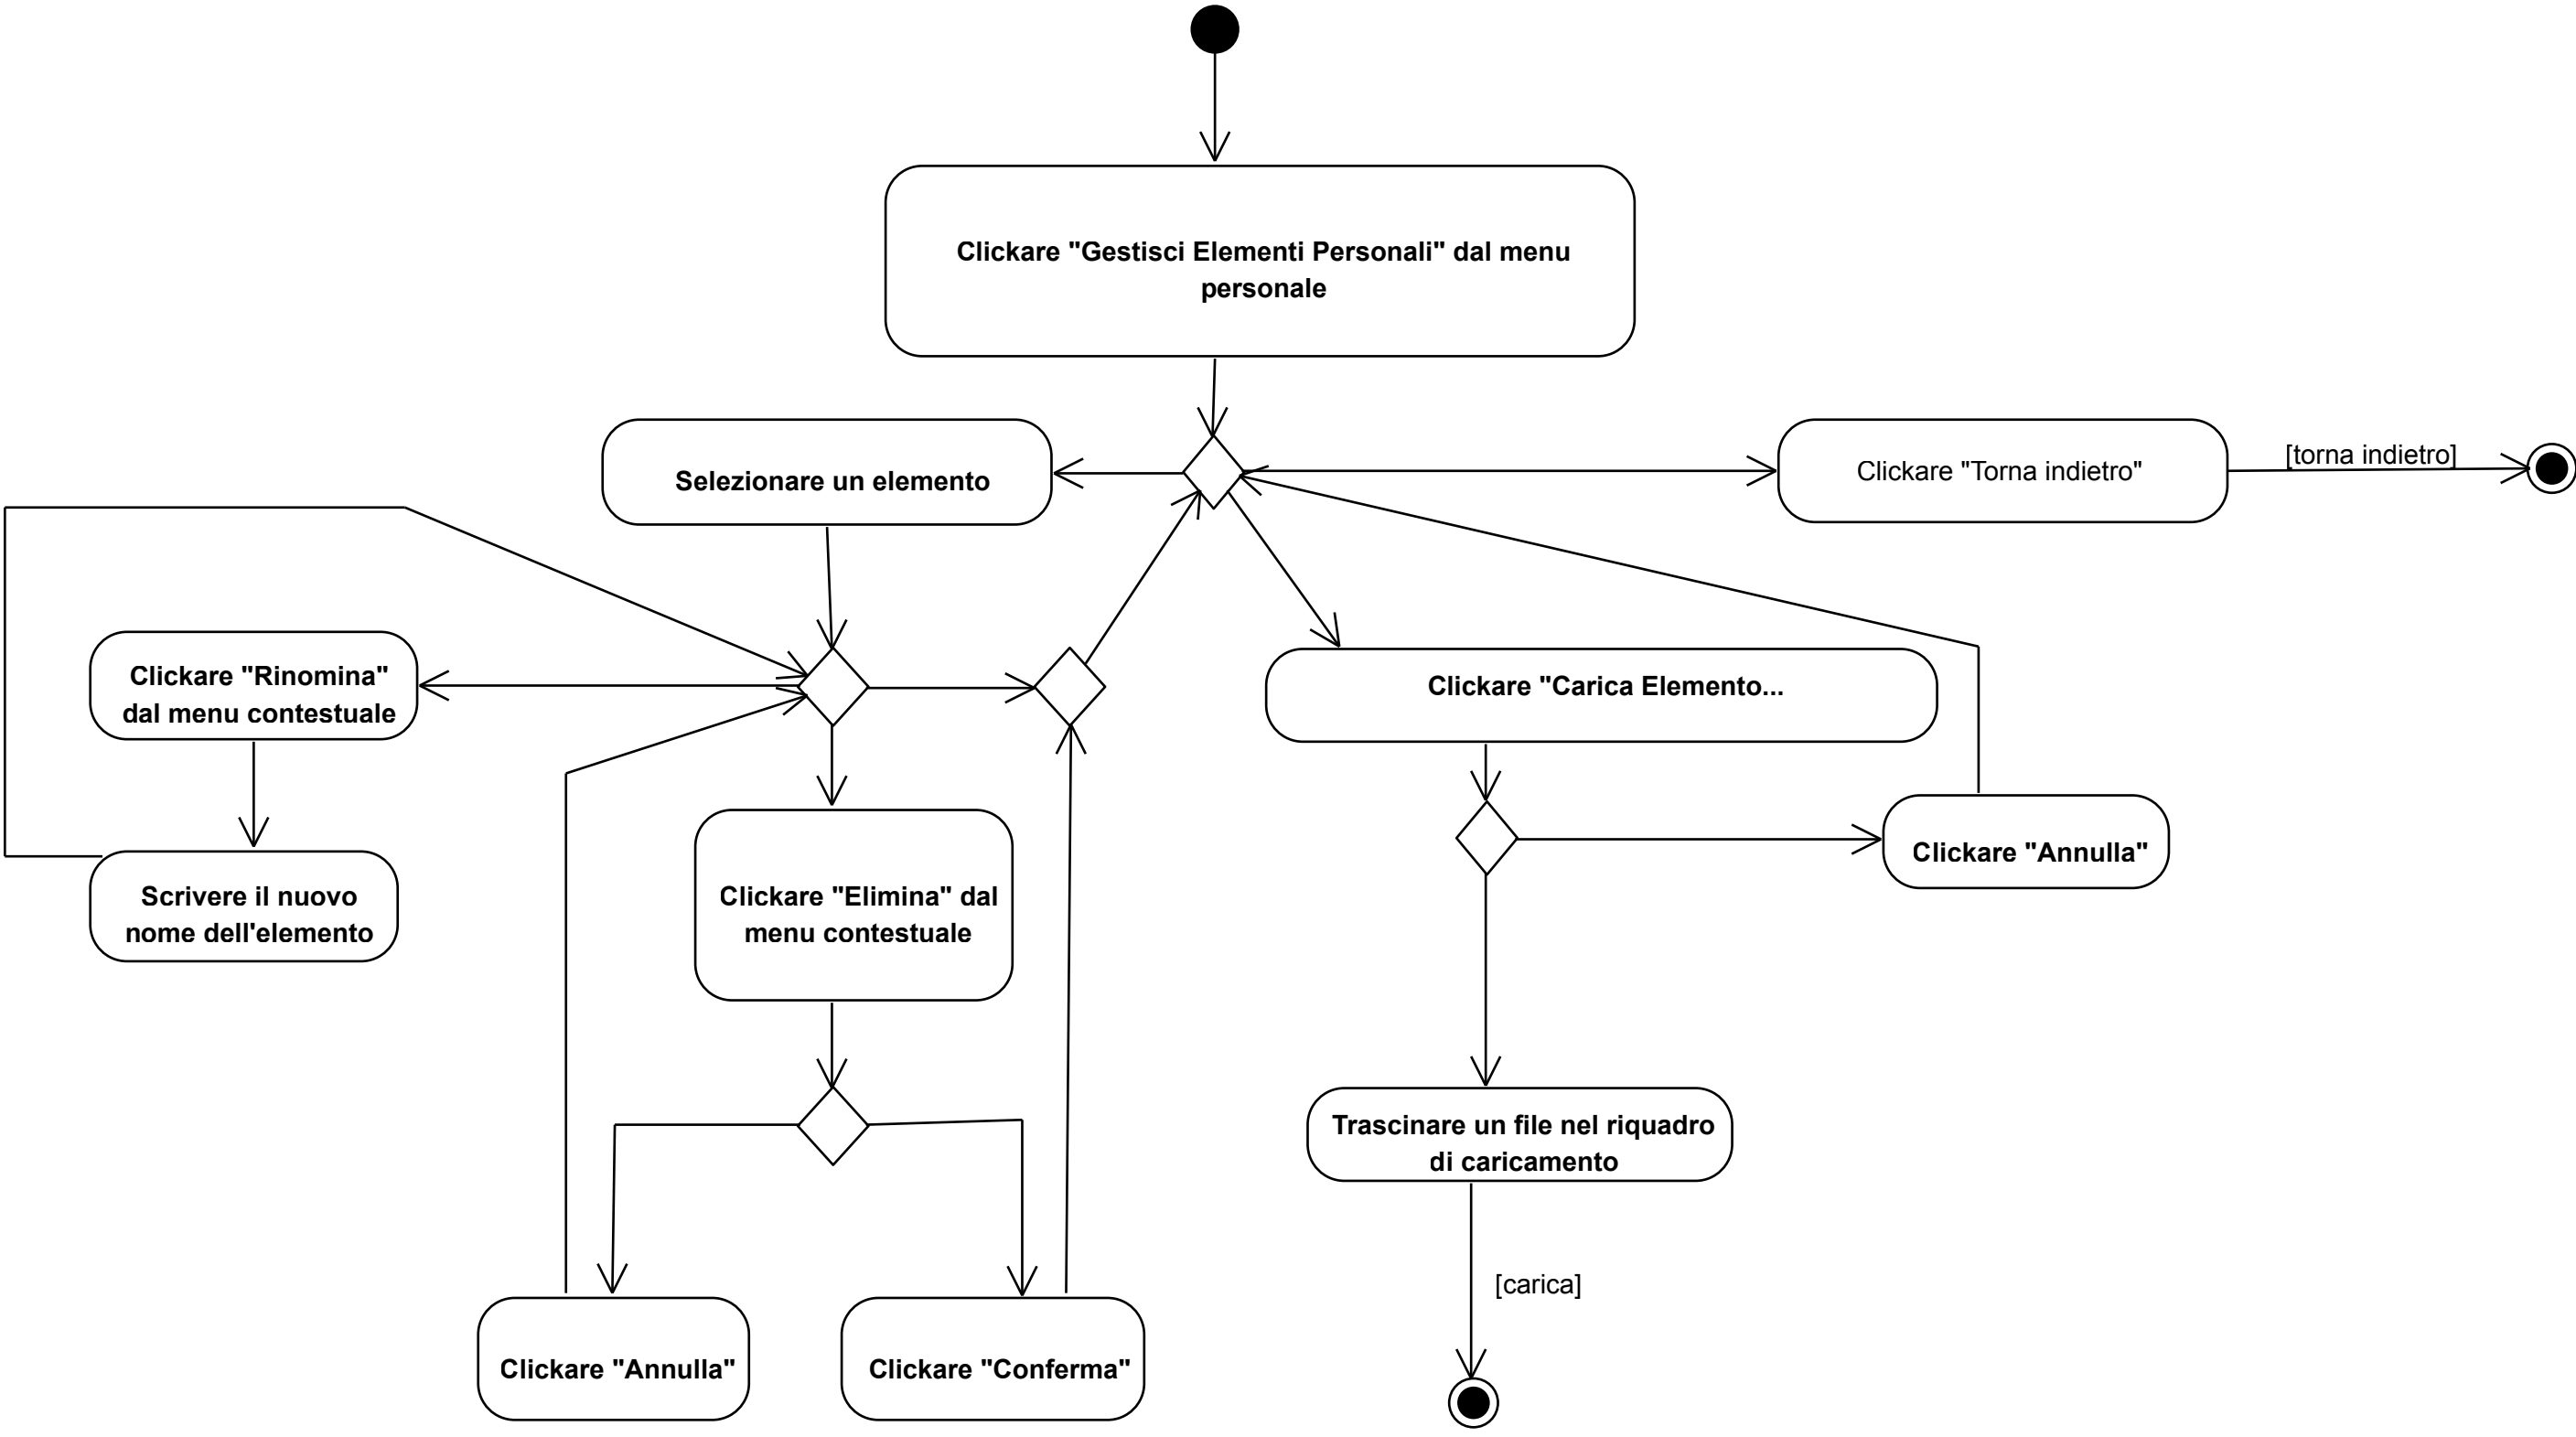 Clickare "Gestisci Elementi Personali" dal menu
personale
Selezionare un elemento
Clickare "Torna indietro"
[torna indietro]
Clickare "Rinomina"
dal menu contestuale
Clickare "Carica Elemento...
Scrivere il nuovo
nome dell'elemento
Clickare "Elimina" dal
menu contestuale
Clickare "Annulla"
Trascinare un file nel riquadro
di caricamento
[carica]
Clickare "Annulla"
Clickare "Conferma"